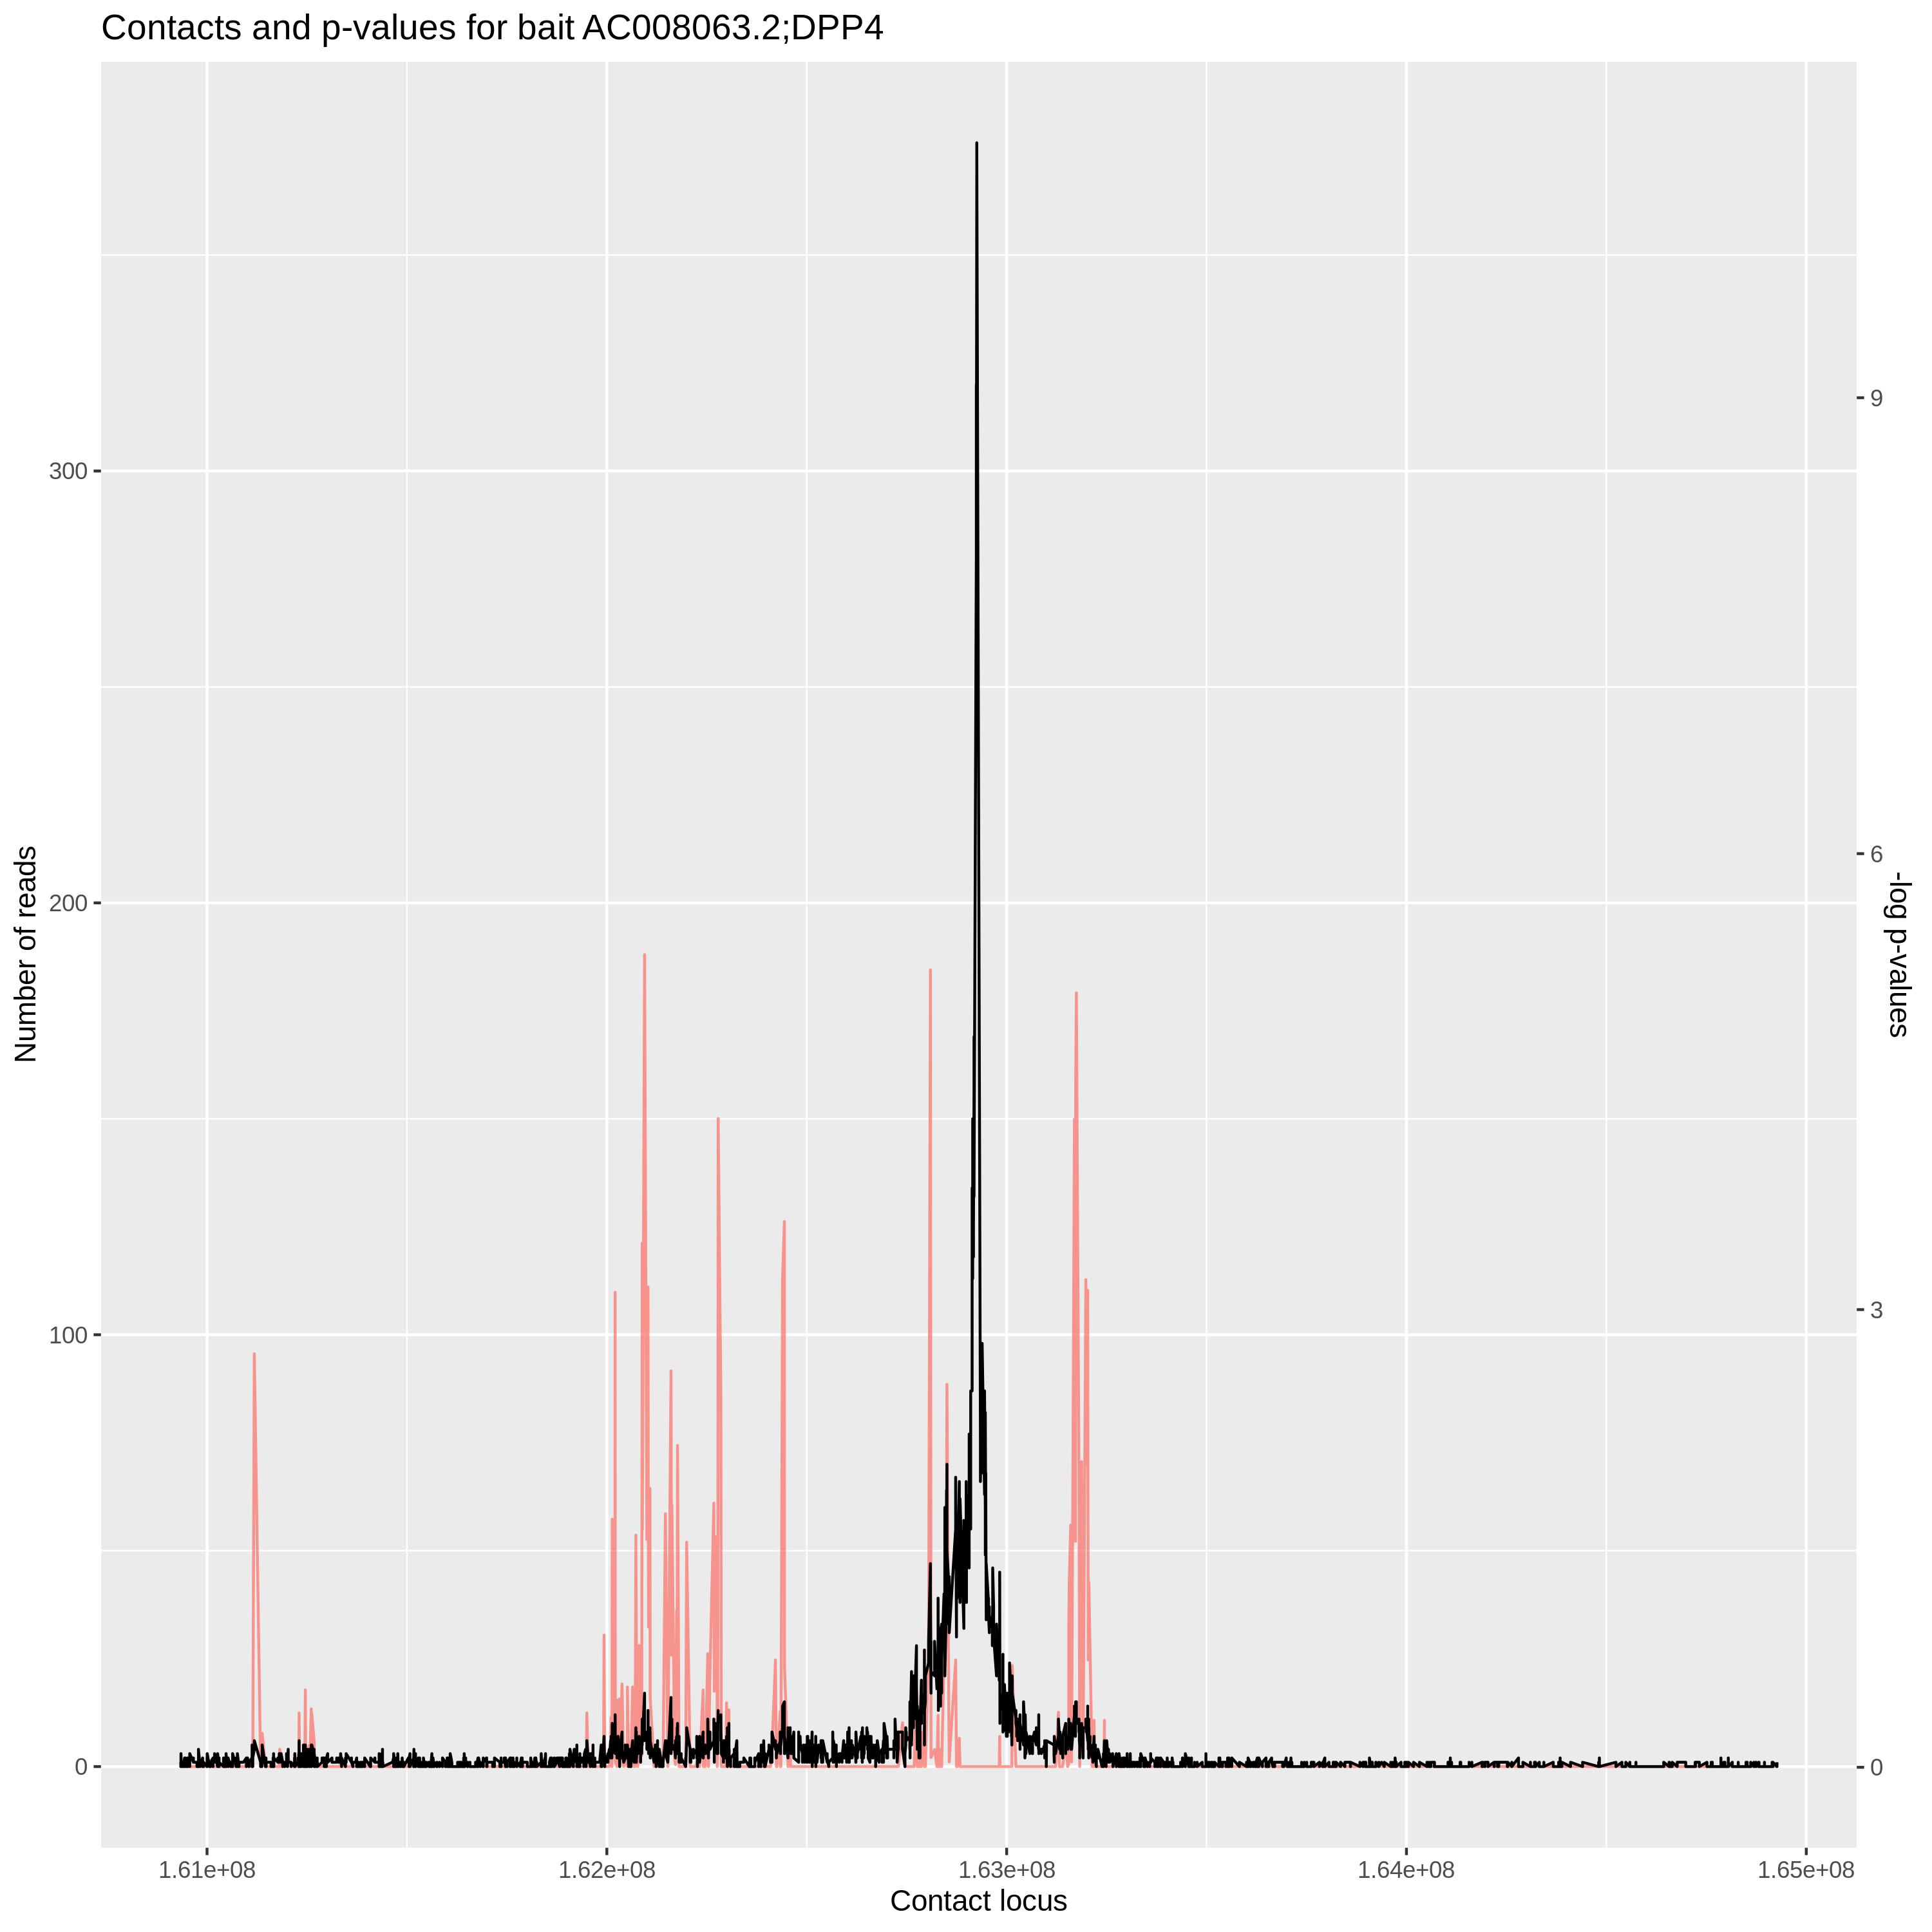 Contacts and p-values for bait AC008063.2;DPP4
Number of reads
300
200
100
0
9
6
3
0
-log p-values
1.61e+08 1.62e+08 1.63e+08 1.64e+08 1.65e+08
Contact locus